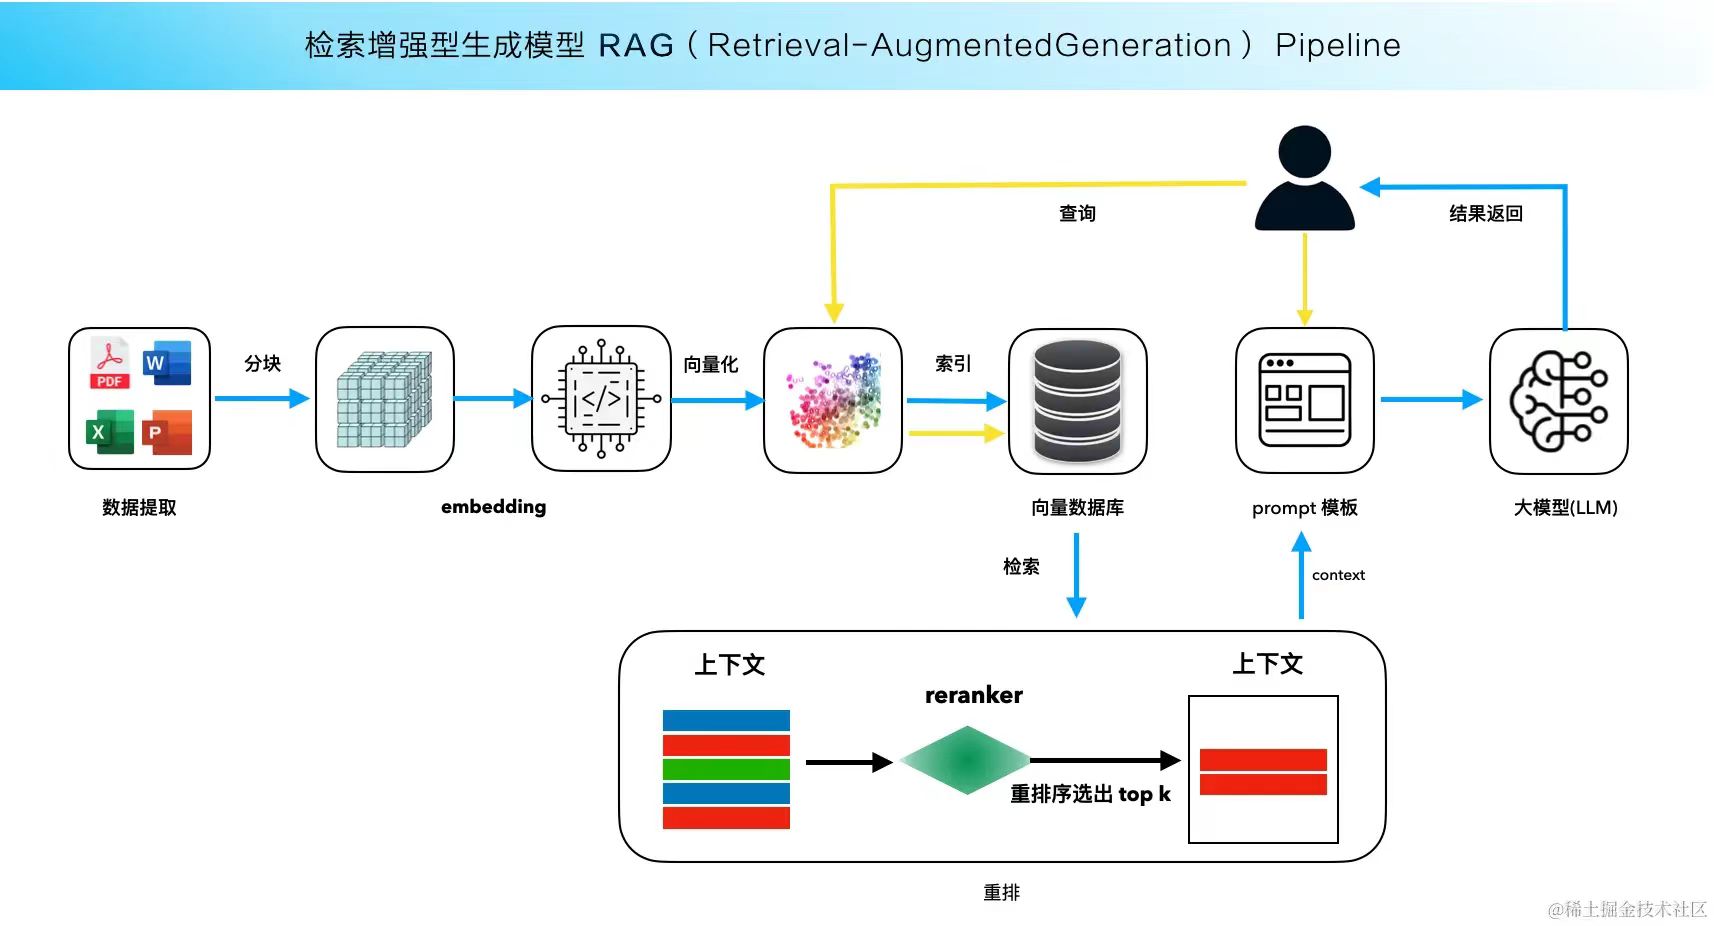 检索增强型生成模型 RAG（Retrieval-AugmentedGeneration） Pipeline
查询
结果返回
PDF
W
X
P
分块
</>
向量化
索引
数据提取
embedding
向量数据库
prompt 模板
大模型(LLM)
检索
context
上下文
reranker
上下文
重排序选出 top k
重排
@稀土掘金技术社区